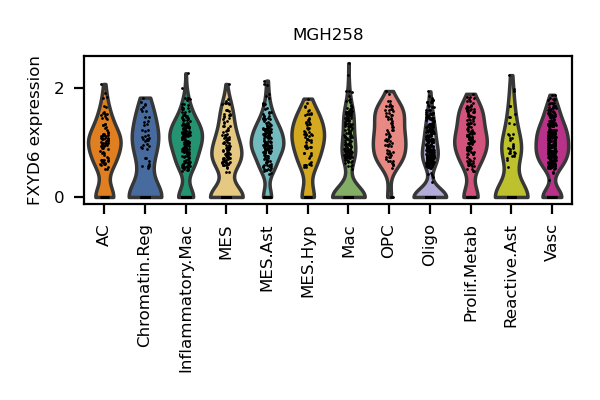 MGH258
FXYD6 expression
2
0
AC
Chromatin.Reg
Inflammatory.Mac
MES
MES.Ast
MES.Hyp
Mac
OPC
Oligo
Prolif.Metab
Reactive.Ast
Vasc